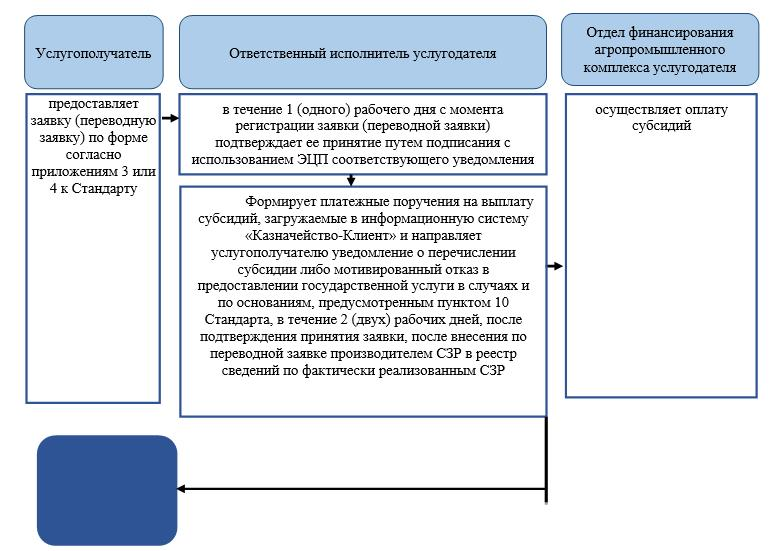 Услугополучатель
Ответственный исполнитель услугодателя
Отдел финансирования
агропромышленного
комплекса услугодателя
предоставляет
заявку (переводную
заявку) по форме
согласно
приложениям 3 или
4 к Стандарту
в течение 1 (одного) рабочего дня с момента
регистрации заявки (переводной заявки)
подтверждает ее принятие путем подписания с
использованием ЭЦП соответствующего уведомления
Формирует платежные поручения на выплату
субсидий, загружаемые в информационную систему
«Казначейство-Клиент» и направляет
услугополучателю уведомление о перечислении
субсидии либо мотивированный отказ в
предоставлении государственной услуги в случаях и
по основаниям, предусмотренным пунктом 10
Стандарта, в течение 2 (двух) рабочих дней, после
подтверждения принятия заявки, после внесения по
переводной заявке производителем СЗР в реестр
сведений по фактически реализованным СЗР
осуществляет оплату
субсидий